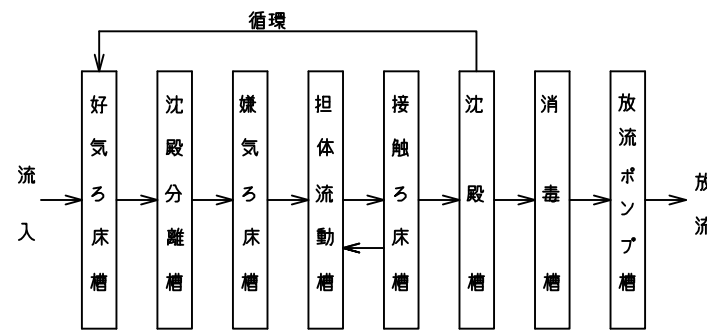 循環
流入
好気ろ床槽
沈殿分離槽
嫌気ろ床槽
担体流動槽
接触ろ床槽
沈殿槽
消毒槽
放流ポンプ槽
放流